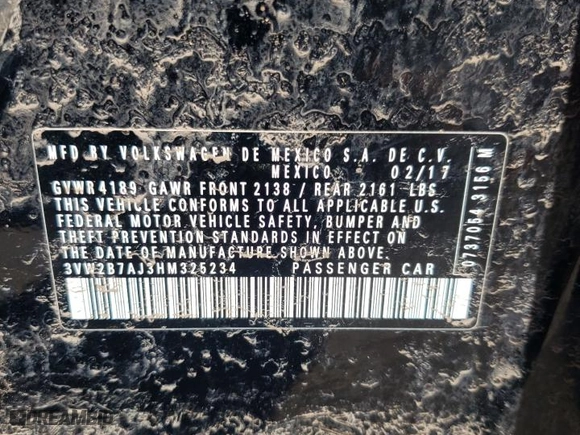 MFD BY VOLKSWAGEN DE MEXICO S.A. DE C.V.
MEXICO 02/17
GVWR 4189 GAWR FRONT 2138 / REAR 2161 LBS
THIS VEHICLE CONFORMS TO ALL APPLICABLE U.S.
FEDERAL MOTOR VEHICLE SAFETY, BUMPER AND
THEFT PREVENTION STANDARDS IN EFFECT ON
THE DATE OF MANUFACTURE SHOWN ABOVE.
3VW2B7AJ3HM325234 PASSENGER CAR